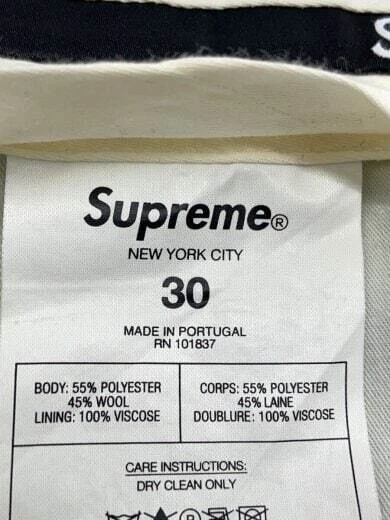 S
Supreme®
NEW YORK CITY
30
MADE IN PORTUGAL
RN 101837
BODY: 55% POLYESTER
45% WOOL
LINING: 100% VISCOSE
CORPS: 55% POLYESTER
45% LAINE
DOUBLURE: 100% VISCOSE
CARE INSTRUCTIONS:
DRY CLEAN ONLY